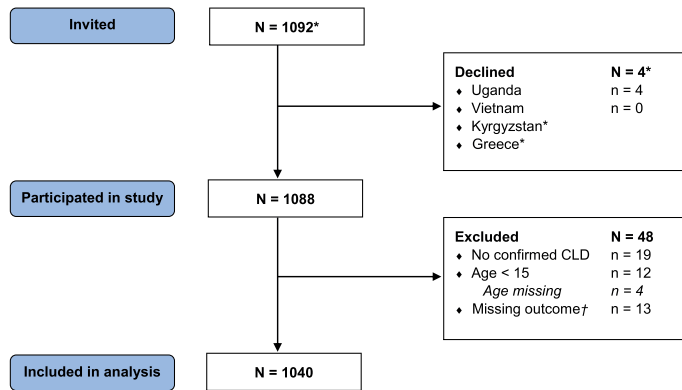 Invited
N = 1092*
Declined N = 4*
♦ Uganda n = 4
♦ Vietnam n = 0
♦ Kyrgyzstan*
♦ Greece*
Participated in study
N = 1088
Excluded N = 48
♦ No confirmed CLD n = 19
♦ Age < 15 n = 12
Age missing n = 4
♦ Missing outcome† n = 13
Included in analysis
N = 1040